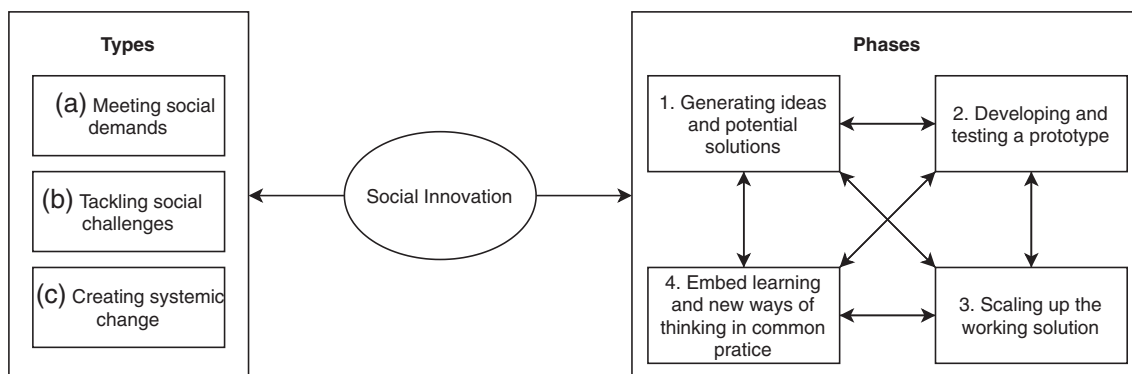 Types
(a) Meeting social
demands
(b) Tackling social
challenges
(c) Creating systemic
change
Social Innovation
Phases
1. Generating ideas
and potential
solutions
2. Developing and
testing a prototype
4. Embed learning
and new ways of
thinking in common
pratice
3. Scaling up the
working solution